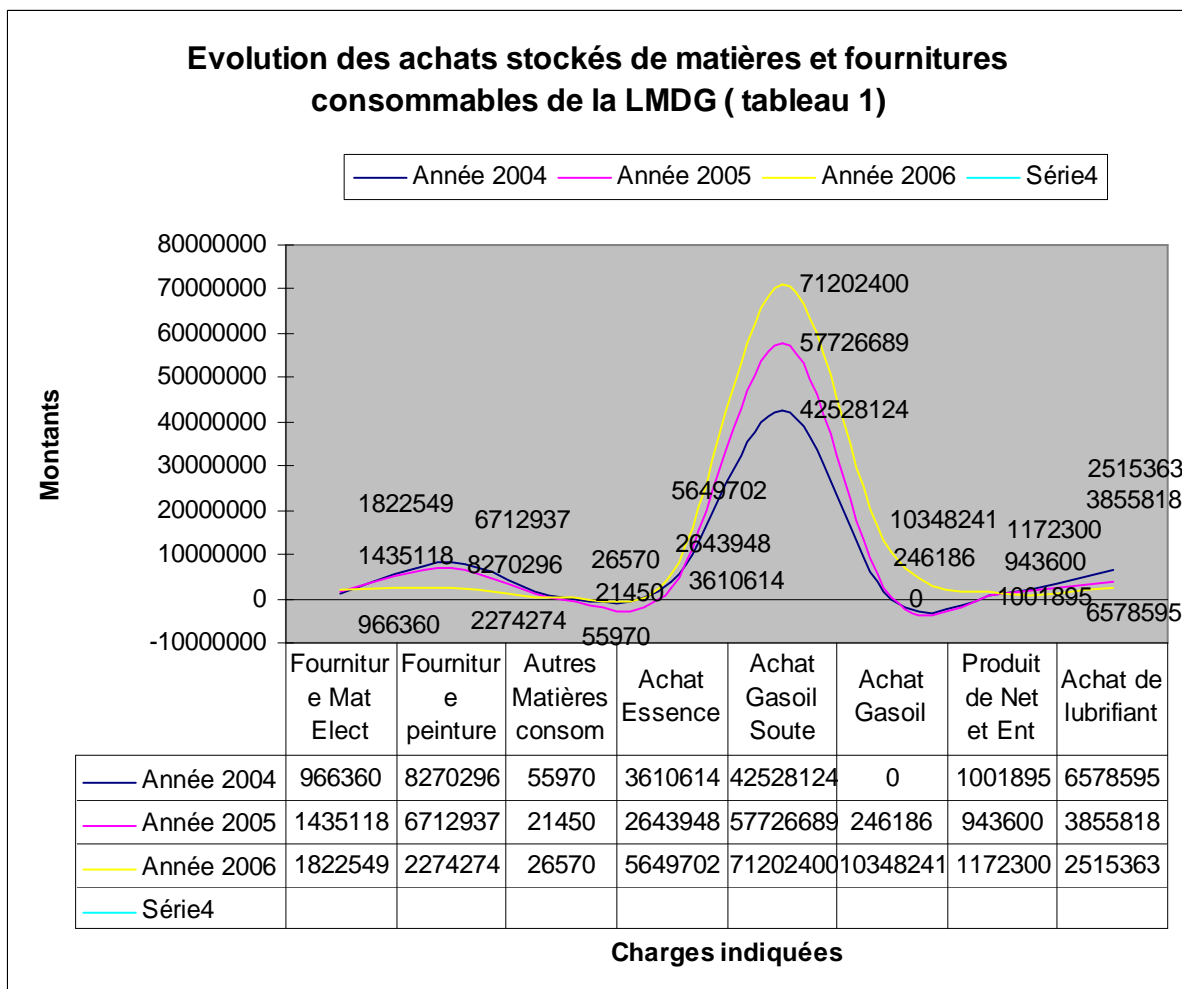 Evolution des achats stockés de matières et fournitures
consommables de la LMDG ( tableau 1)
Année 2004 Année 2005 Année 2006 Série4
80000000
70000000
60000000
50000000
40000000
30000000
20000000
10000000
0
-10000000
Montants
71202400
57726689
42528124
2515363
3855818
5649702
1822549
6712937
10348241
1172300
2643948
1435118
8270296
26570
246186
943600
3610614
21450
0
1001895
966360
2274274
55970
6578595
Fournitur
e Mat
Elect
Fournitur
e
peinture
Autres
Matières
consom
Achat
Essence
Achat
Gasoil
Soute
Achat
Gasoil
Produit
de Net
et Ent
Achat de
lubrifiant
Année 2004 966360 8270296 55970 3610614 42528124 0 1001895 6578595
Année 2005 1435118 6712937 21450 2643948 57726689 246186 943600 3855818
Année 2006 1822549 2274274 26570 5649702 71202400 10348241 1172300 2515363
Série4
Charges indiquées